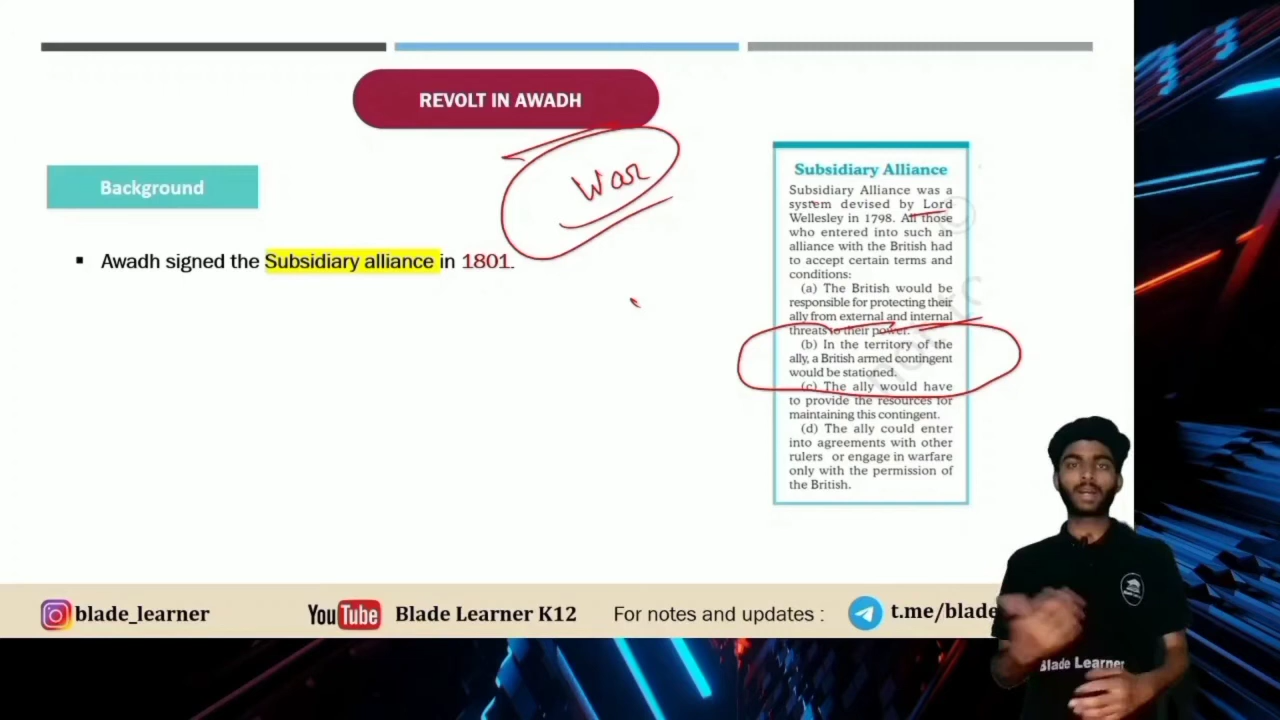 REVOLT IN AWADH
War
Background
▪ Awadh signed the Subsidiary alliance in 1801.
Subsidiary Alliance
Subsidiary Alliance was a
system devised by Lord
Wellesley in 1798. All those
who entered into such an
alliance with the British had
to accept certain terms and
conditions:
(a) The British would be
responsible for protecting their
ally from external and internal
threats to their power.
(b) In the territory of the
ally, a British armed contingent
would be stationed.
(c) The ally would have
to provide the resources for
maintaining this contingent.
(d) The ally could enter
into agreements with other
rulers or engage in warfare
only with the permission of
the British.
blade_learner
YouTube Blade Learner K12
For notes and updates :
t.me/blade
Blade Learner